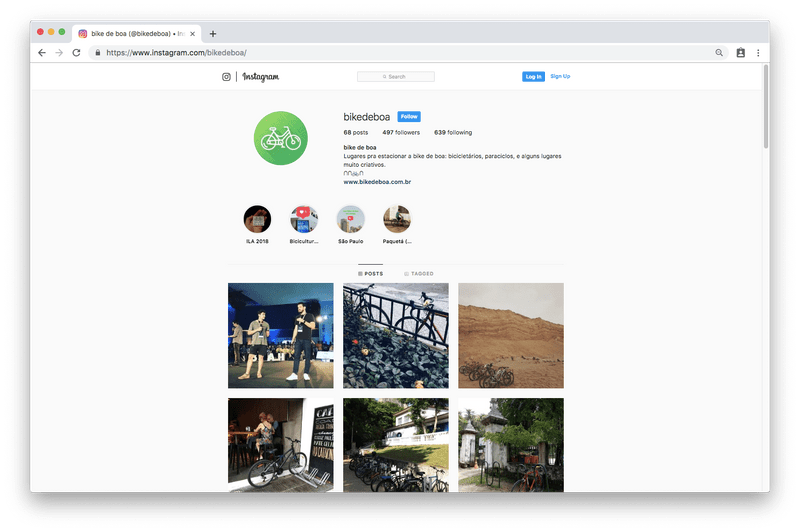 bike de boa (@bikedeboa) • Ins
https://www.instagram.com/bikedeboa/
Instagram
Search
Log In
Sign Up
bikedeboa
Follow
68 posts 497 followers 639 following
bike de boa
Lugares pra estacionar a bike de boa: bicicletários, paraciclos, e alguns lugares
muito criativos.
www.bikedeboa.com.br
ILA 2018 Bicicultur... São Paulo Paquetá (...
POSTS TAGGED